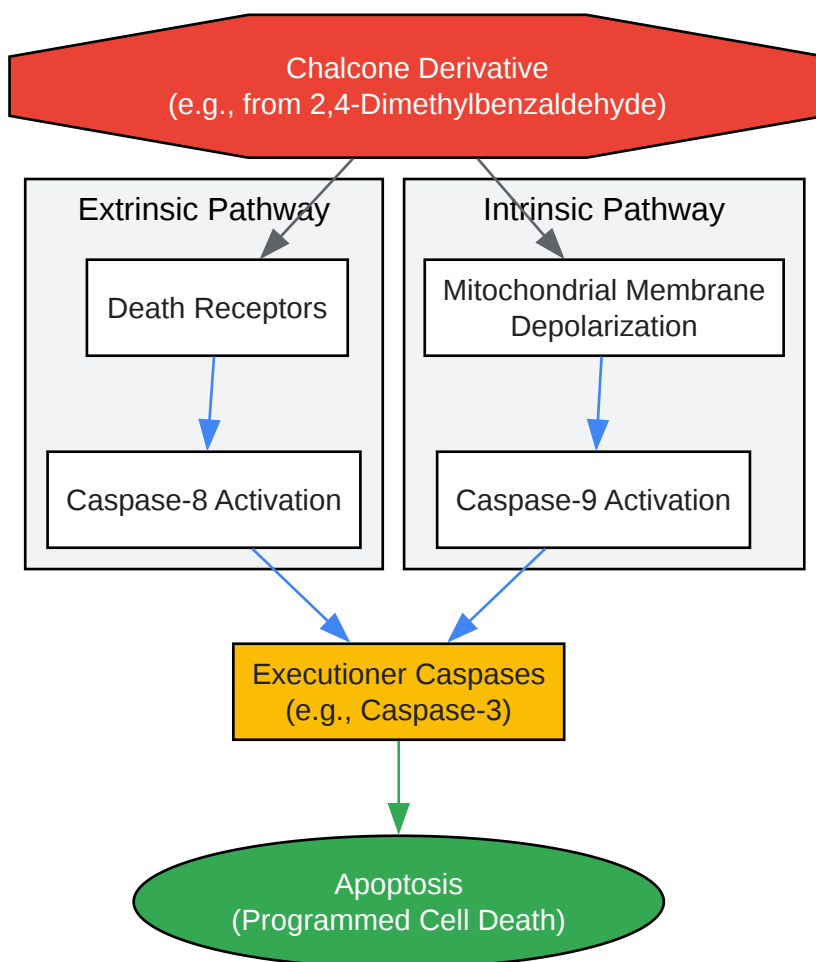 Chalcone Derivative
(e.g., from 2,4-Dimethylbenzaldehyde)
Extrinsic Pathway
Death Receptors
Caspase-8 Activation
Intrinsic Pathway
Mitochondrial Membrane
Depolarization
Caspase-9 Activation
Executioner Caspases
(e.g., Caspase-3)
Apoptosis
(Programmed Cell Death)